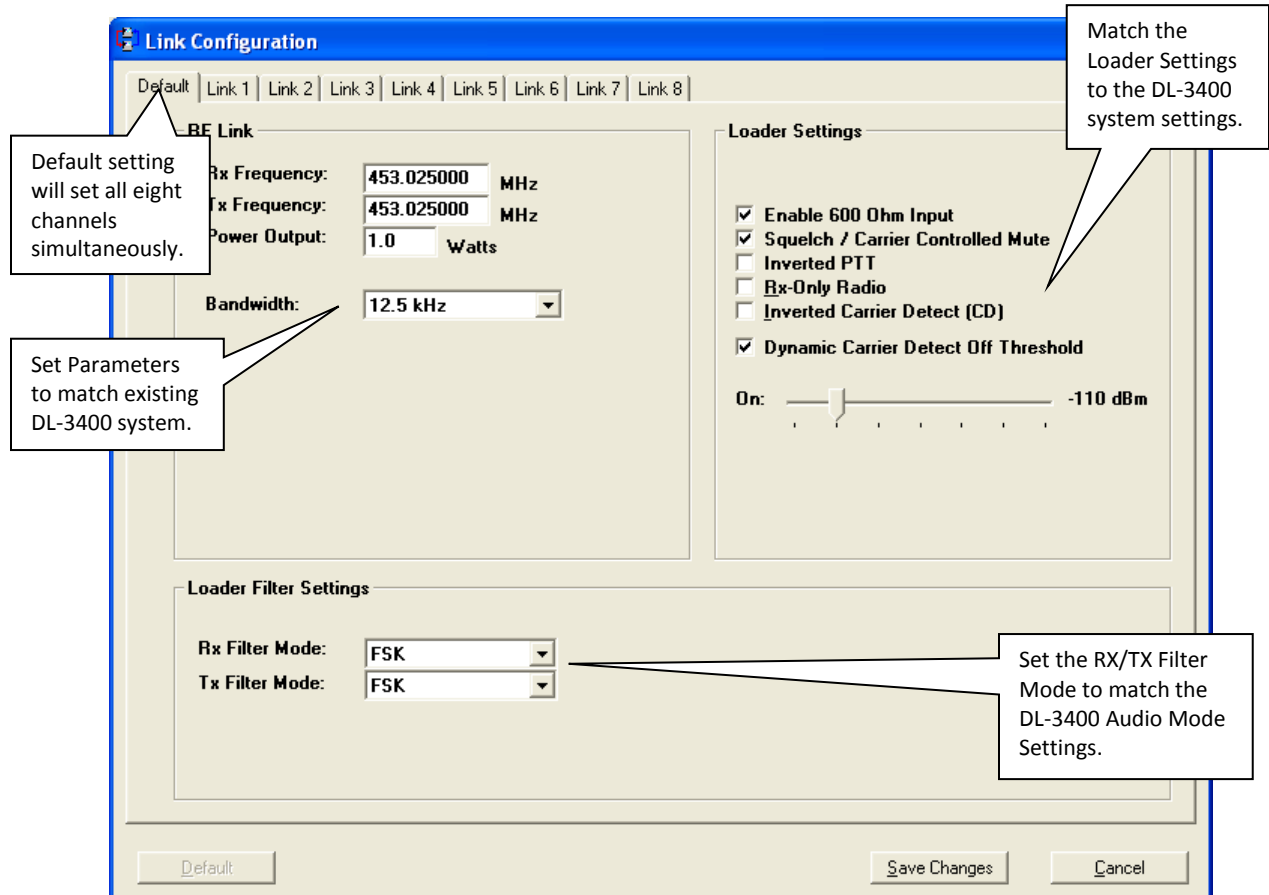 Link Configuration
Match the
Loader Settings
to the DL-3400
system settings.
Default Link 1 Link 2 Link 3 Link 4 Link 5 Link 6 Link 7 Link 8
Default setting
will set all eight
channels
simultaneously.
RF Link
Rx Frequency: 453.025000 MHz
Tx Frequency: 453.025000 MHz
Power Output: 1.0 Watts
Bandwidth: 12.5 kHz
Set Parameters
to match existing
DL-3400 system.
Loader Settings
Enable 600 Ohm Input
Squelch / Carrier Controlled Mute
Inverted PTT
Rx-Only Radio
Inverted Carrier Detect (CD)
Dynamic Carrier Detect Off Threshold
On: -110 dBm
Loader Filter Settings
Rx Filter Mode: FSK
Tx Filter Mode: FSK
Set the RX/TX Filter
Mode to match the
DL-3400 Audio Mode
Settings.
Default Save Changes Cancel